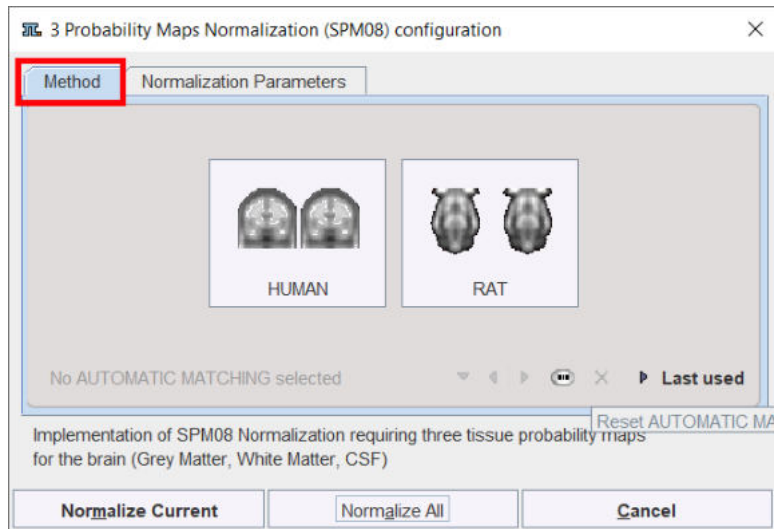 3 Probability Maps Normalization (SPM08) configuration
Method
Normalization Parameters
HUMAN
RAT
No AUTOMATIC MATCHING selected
Last used
Reset AUTOMATIC MA
Implementation of SPM08 Normalization requiring three tissue probability maps
for the brain (Grey Matter, White Matter, CSF)
Normalize Current
Normalize All
Cancel